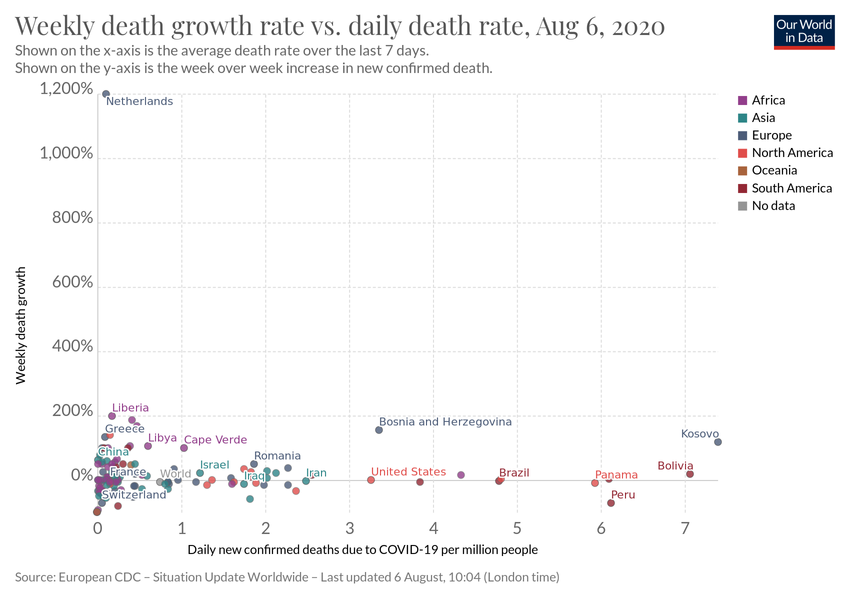 Weekly death growth rate vs. daily death rate, Aug 6, 2020
Shown on the x-axis is the average death rate over the last 7 days.
Shown on the y-axis is the week over week increase in new confirmed death.
Our World
in Data
1,200%
Netherlands
1,000%
800%
600%
400%
200%
0%
Weekly death growth
Africa
Asia
Europe
North America
Oceania
South America
No data
Liberia
Greece
Libya
Cape Verde
China
France
Switzerland
World
Israel
Romania
Iraq
Iran
Bosnia and Herzegovina
United States
Brazil
Panama
Peru
Bolivia
Kosovo
0 1 2 3 4 5 6 7
Daily new confirmed deaths due to COVID-19 per million people
Source: European CDC – Situation Update Worldwide – Last updated 6 August, 10:04 (London time)